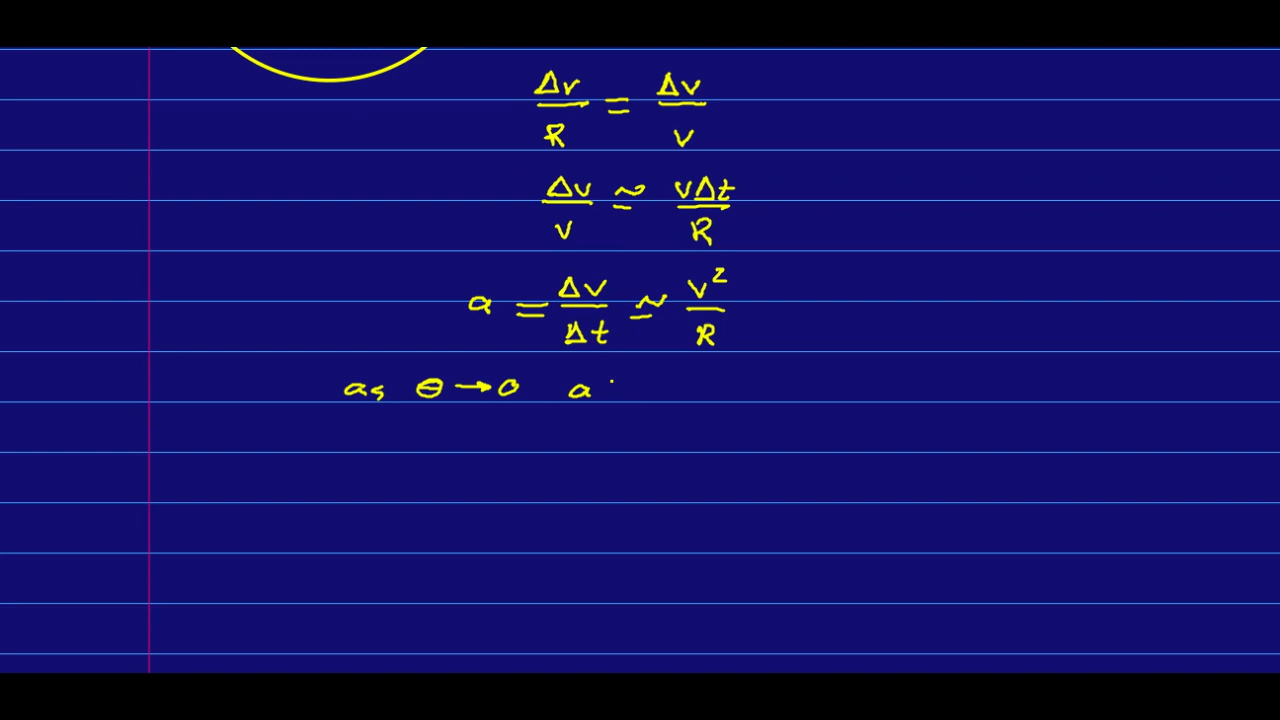 Δr/R = Δv/v
Δv/v ≃ vΔt/R
a = Δv/Δt ≃ v²/R
as θ → 0 a